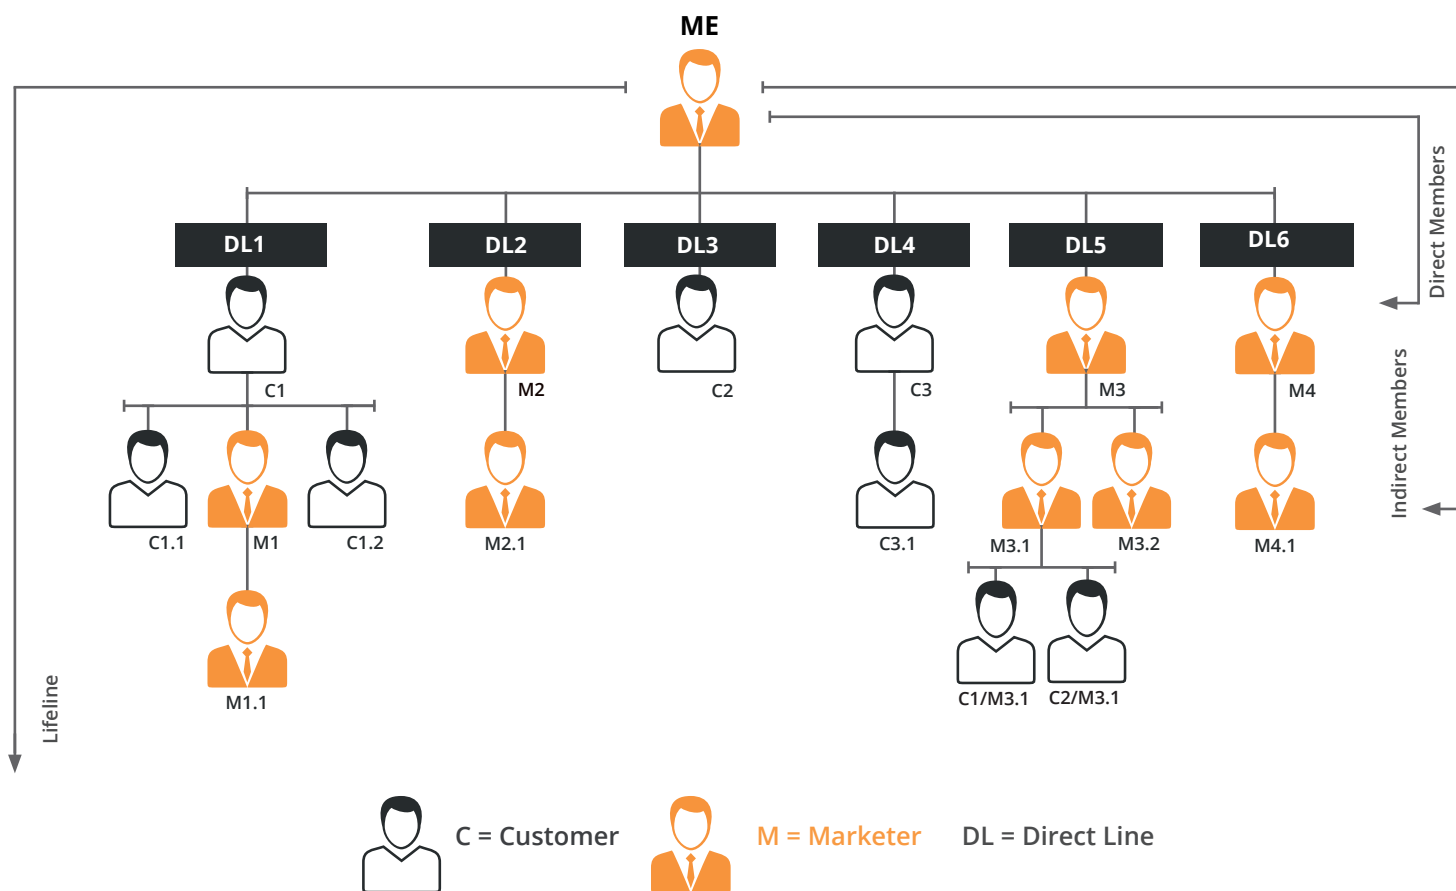 ME
DL1
DL2
DL3
DL4
DL5
DL6
Direct Members
C1
M2
C2
C3
M3
M4
Indirect Members
C1.1
M1
C1.2
M2.1
C3.1
M3.1
M3.2
M4.1
M1.1
C1/M3.1
C2/M3.1
Lifeline
C = Customer
M = Marketer
DL = Direct Line